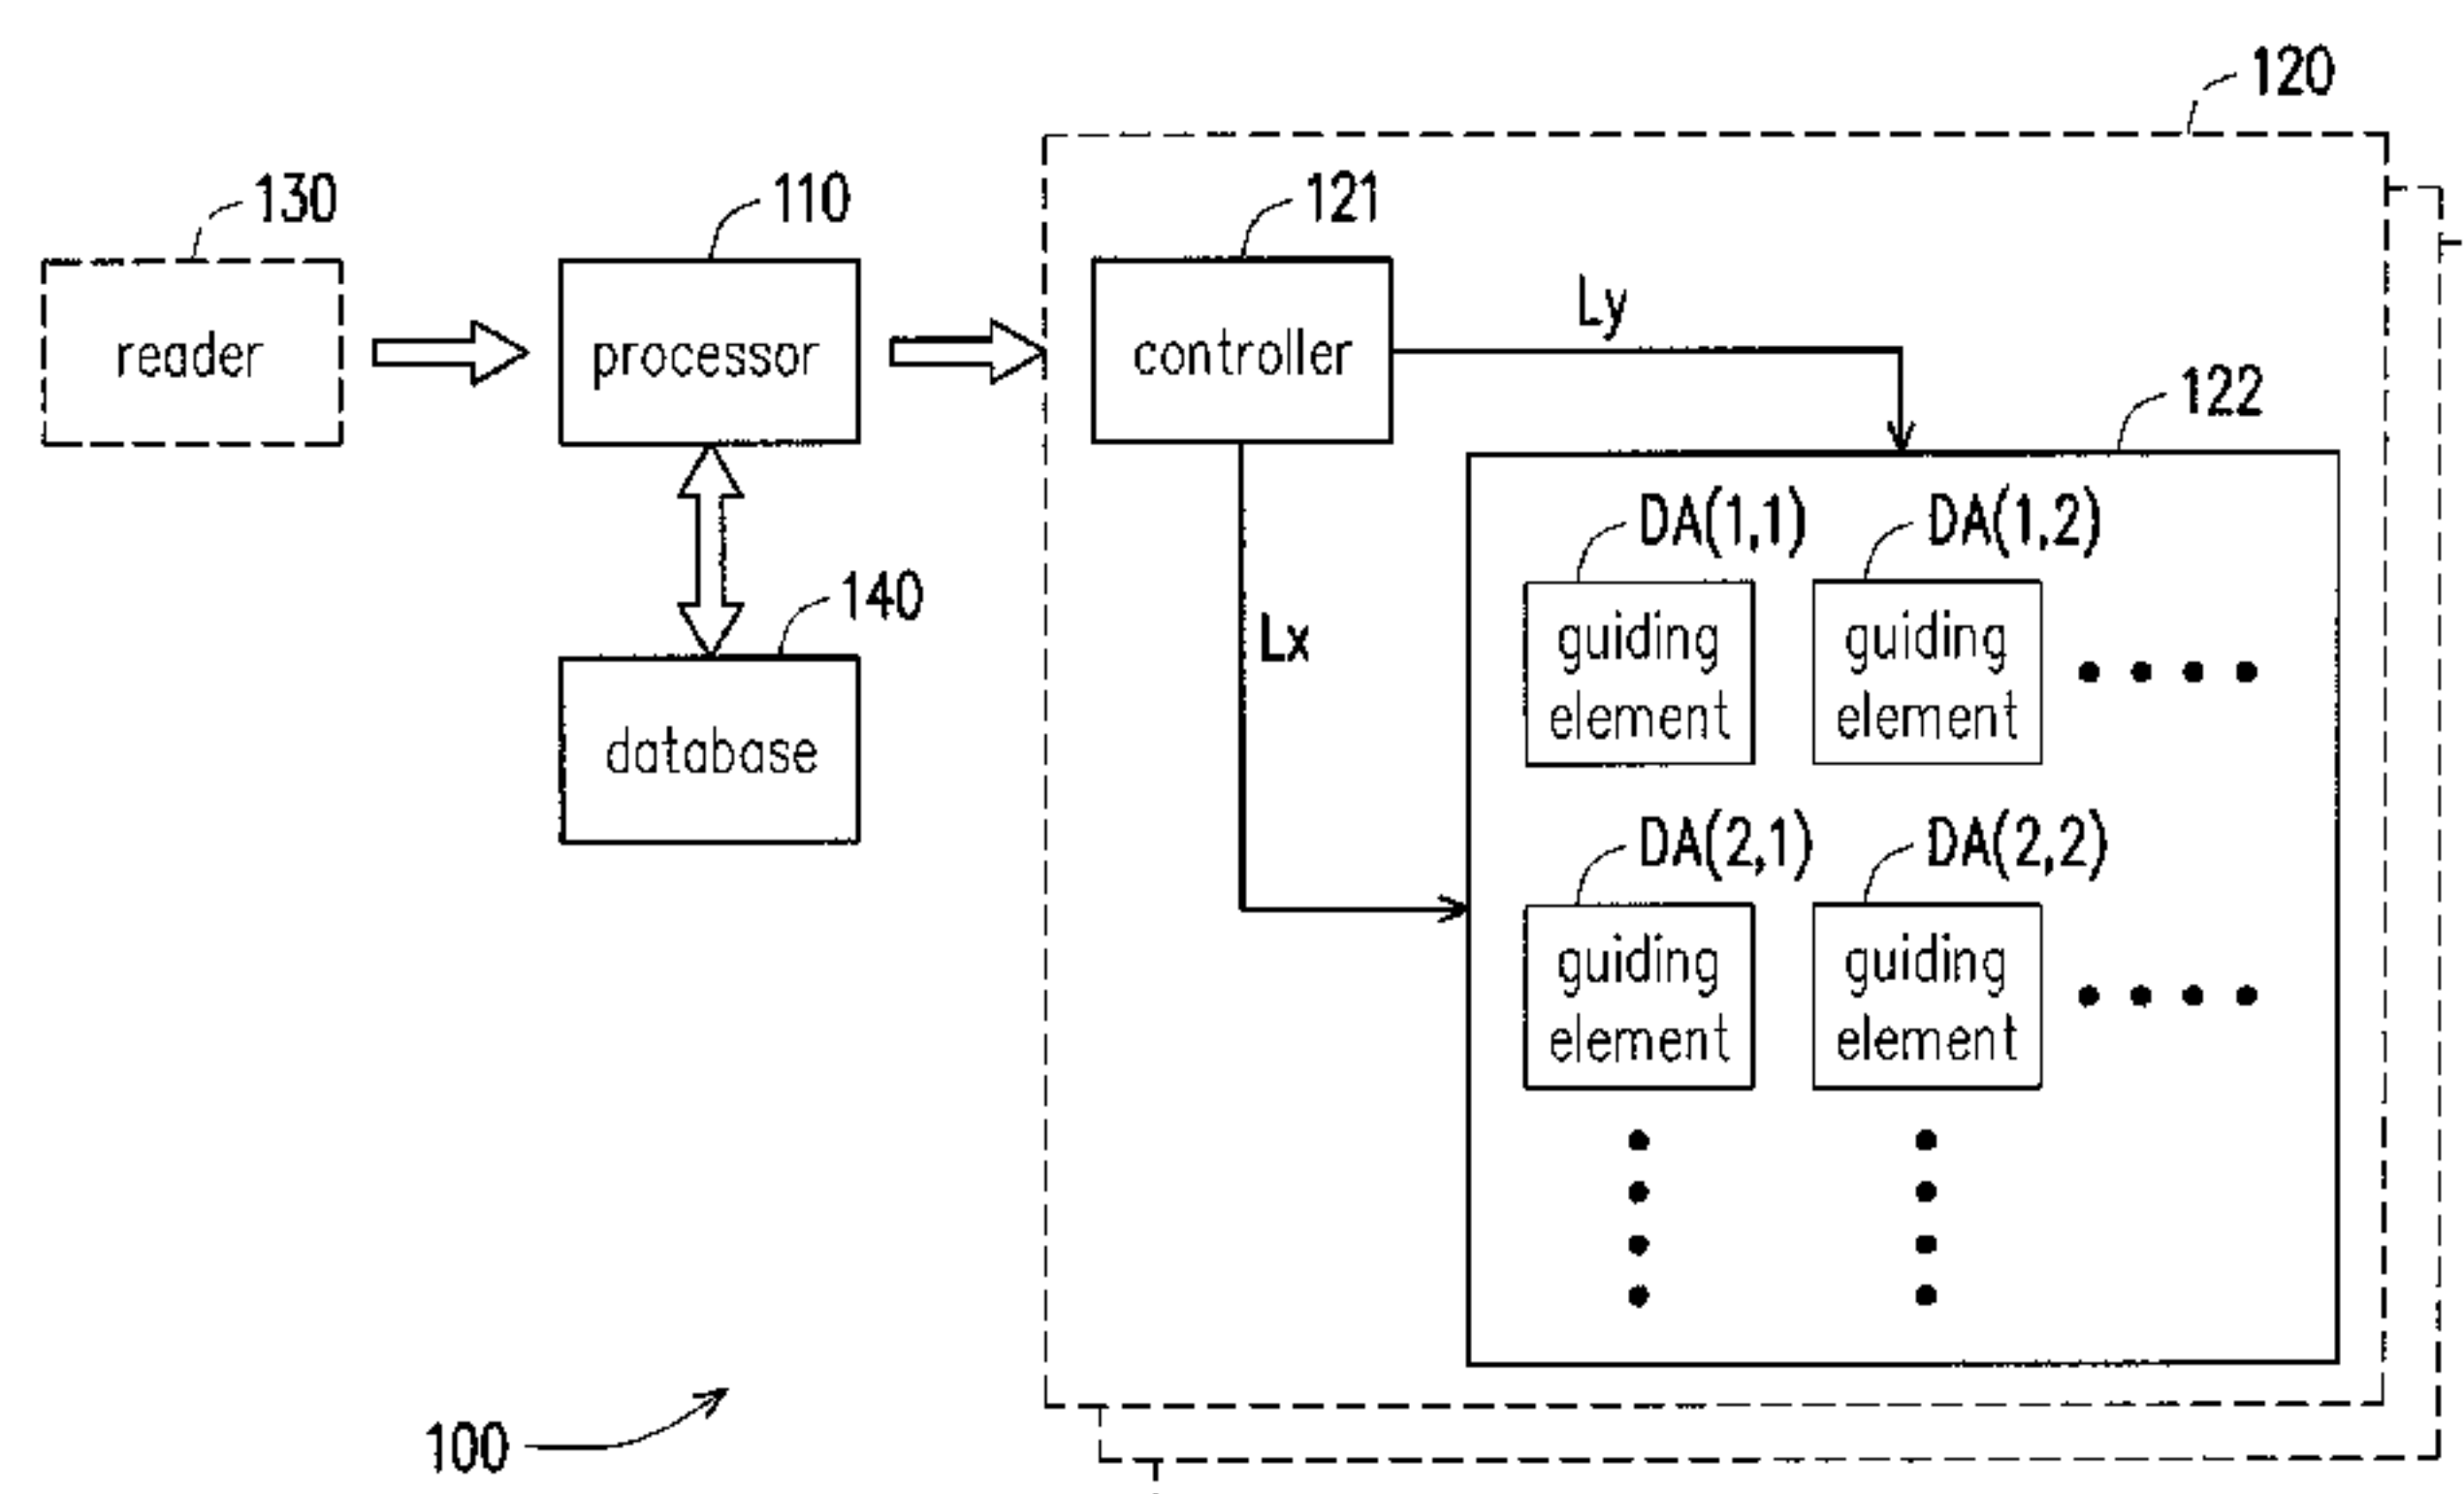 120
130
110
121
reader
processor
controller
Ly
122
DA(1,1)
DA(1,2)
guiding
element
guiding
element
140
Lx
database
DA(2,1)
DA(2,2)
guiding
element
guiding
element
100